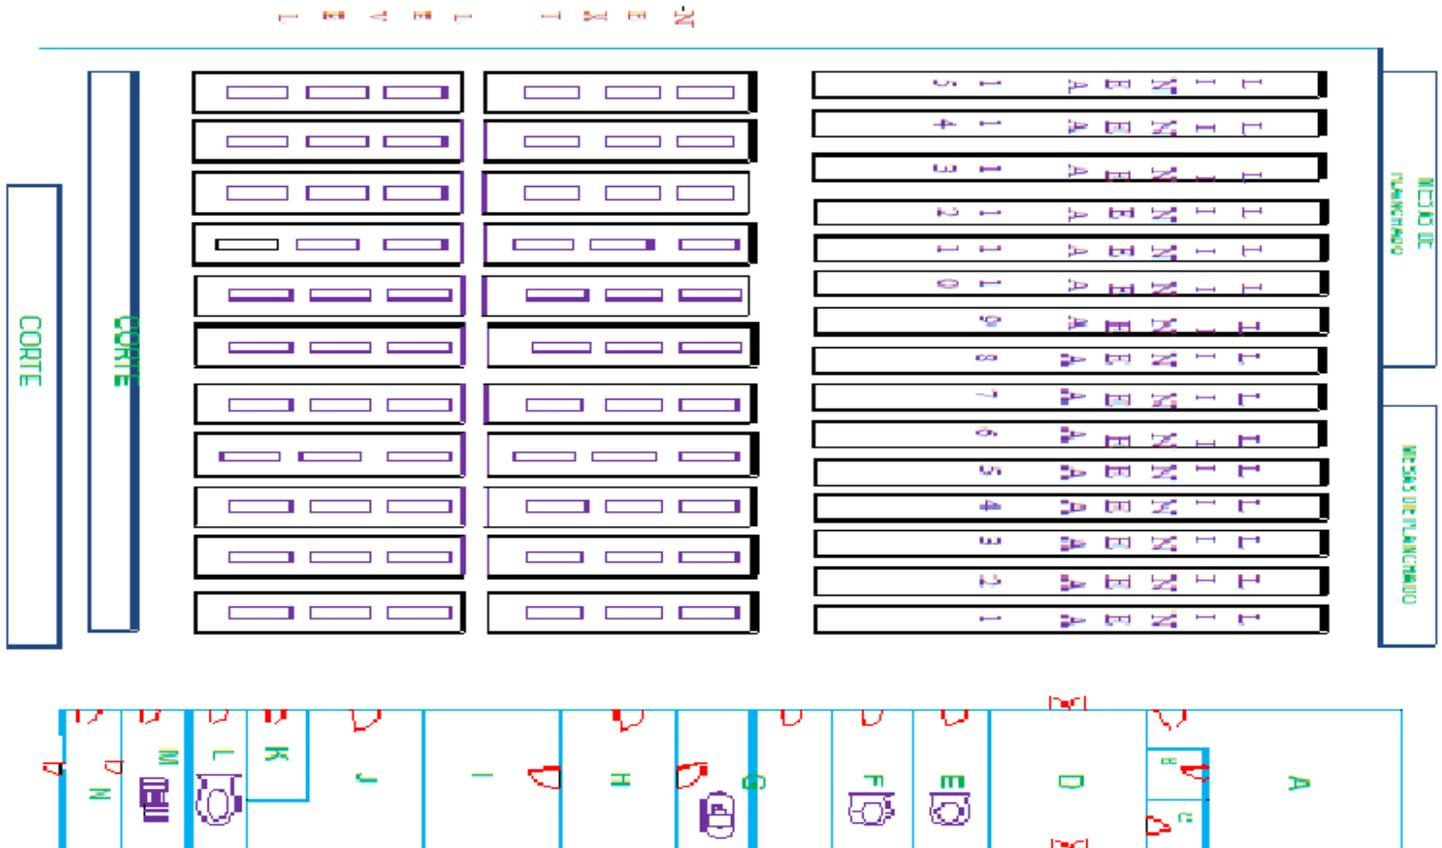 NEXT LEVEL
LINEA 15
LINEA 14
LINEA 13
LINEA 12
LINEA 11
LINEA 10
LINEA 9
LINEA 8
LINEA 7
LINEA 6
LINEA 5
LINEA 4
LINEA 3
LINEA 2
LINEA 1
CORTE
CORTE
MESAS DE
PLANCHADO
MESAS DE PLANCHADO
N
M
L
K
J
I
H
G
F
E
D
B
C
A